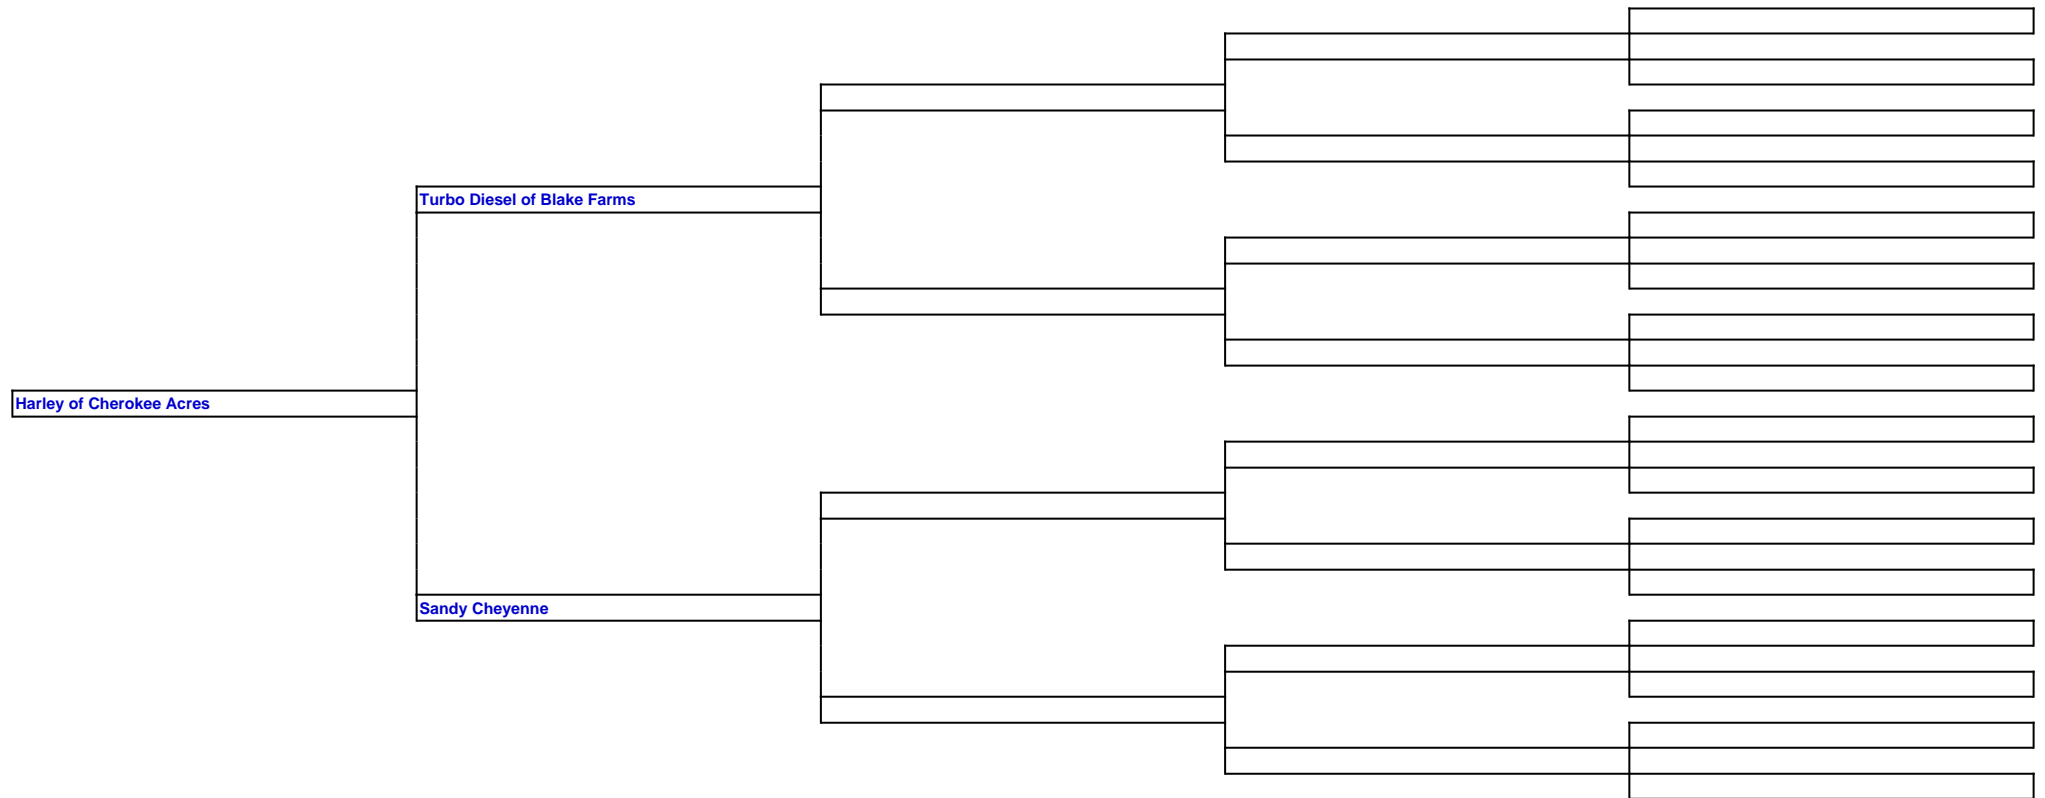 Turbo Diesel of Blake Farms
Harley of Cherokee Acres
Sandy Cheyenne